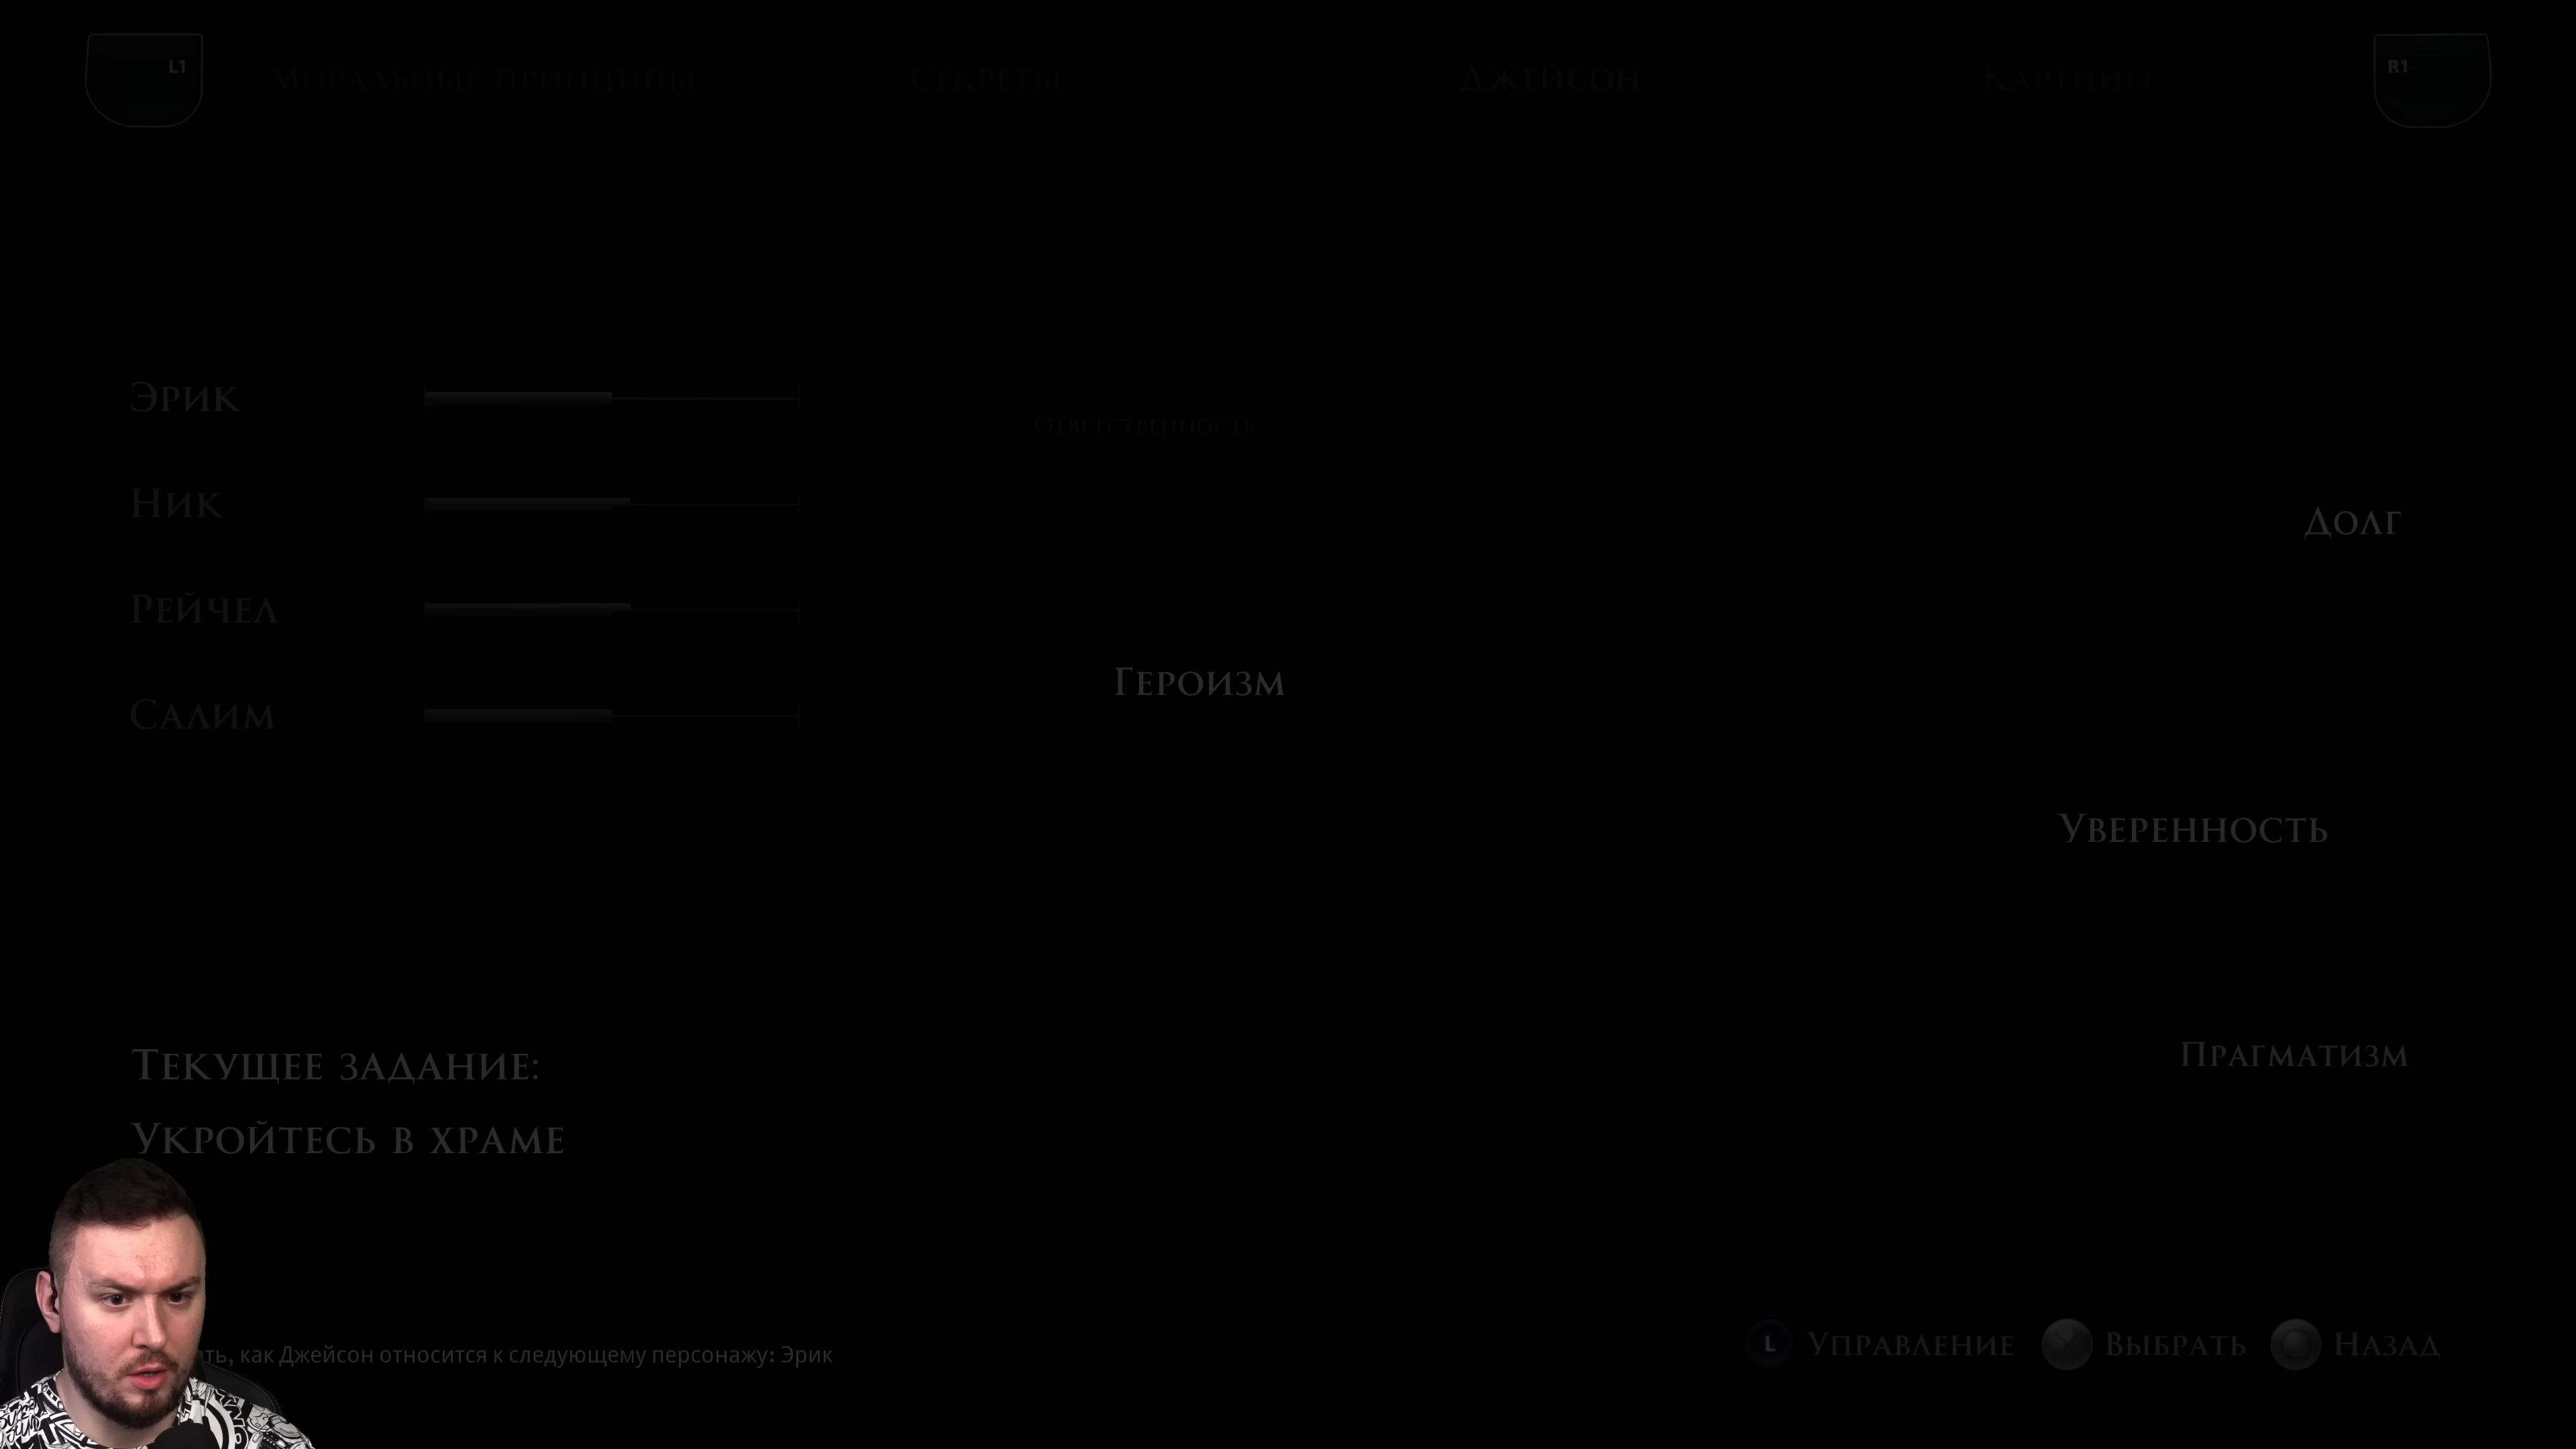 L1
Моральные принципы
Секреты
Джейсон
Картины
R1
Эрик
Ник
Рейчел
Салим
Ответственность
Долг
Героизм
Уверенность
Прагматизм
Текущее задание:
Укройтесь в храме
ть, как Джейсон относится к следующему персонажу: Эрик
L Управление
Выбрать
Назад